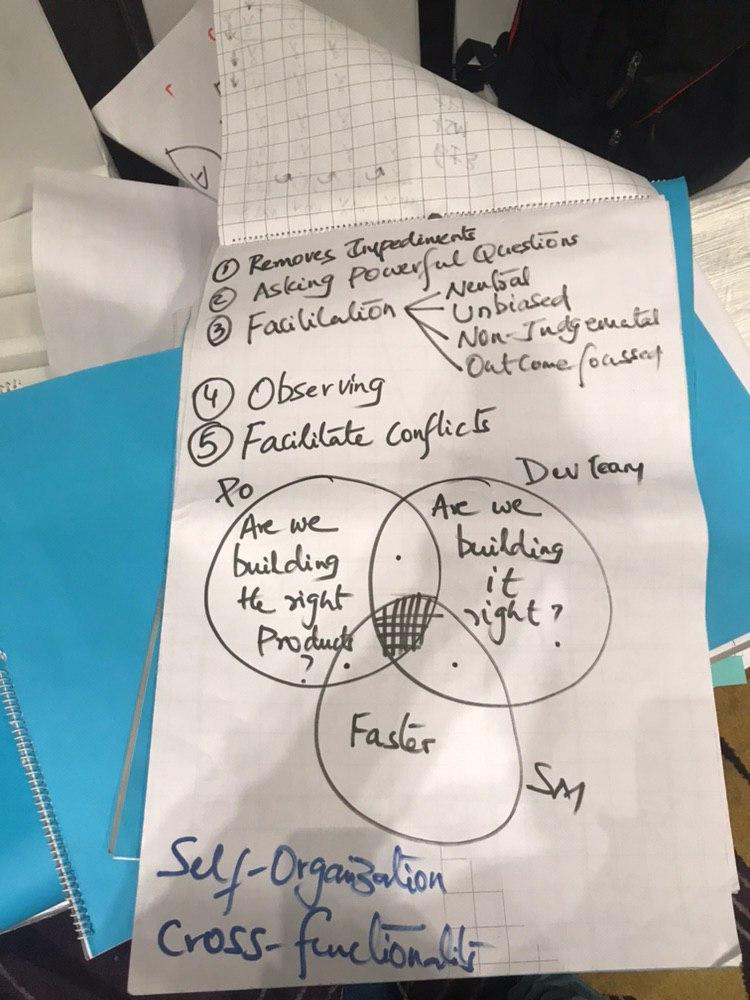 ① Removes Impediments
② Asking Powerful Questions
③ Facilitation
Neutral
Unbiased
Non-Judgemental
Outcome focussed
④ Observing
⑤ Facilitate Conflicts
PO
Dev Team
Are we
building
the right
Product
?
Are we
building
it
right?
Faster
SM
Self-Organization
Cross-functionality